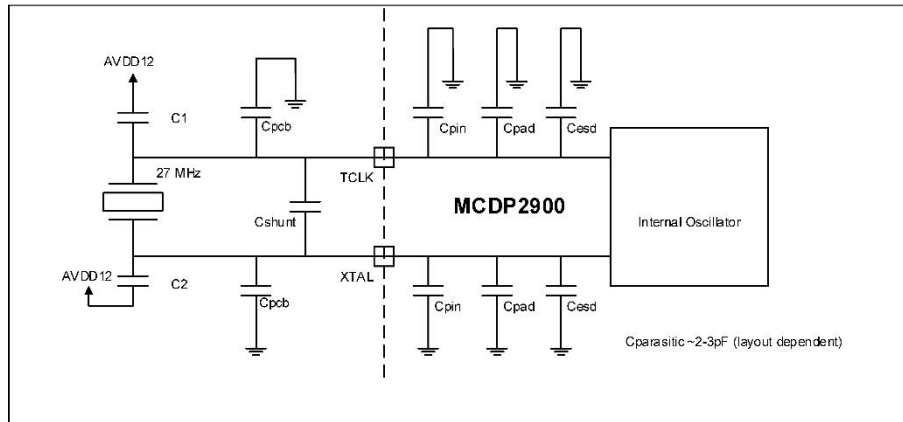 AVDD12
C1
Cpcb
Cpin
Cpad
Cesd
27 MHz
TCLK
Cshunt
MCDP2900
Internal Oscillator
XTAL
AVDD12
C2
Cpcb
Cpin
Cpad
Cesd
Cparasitic ~2-3pF (layout dependent)